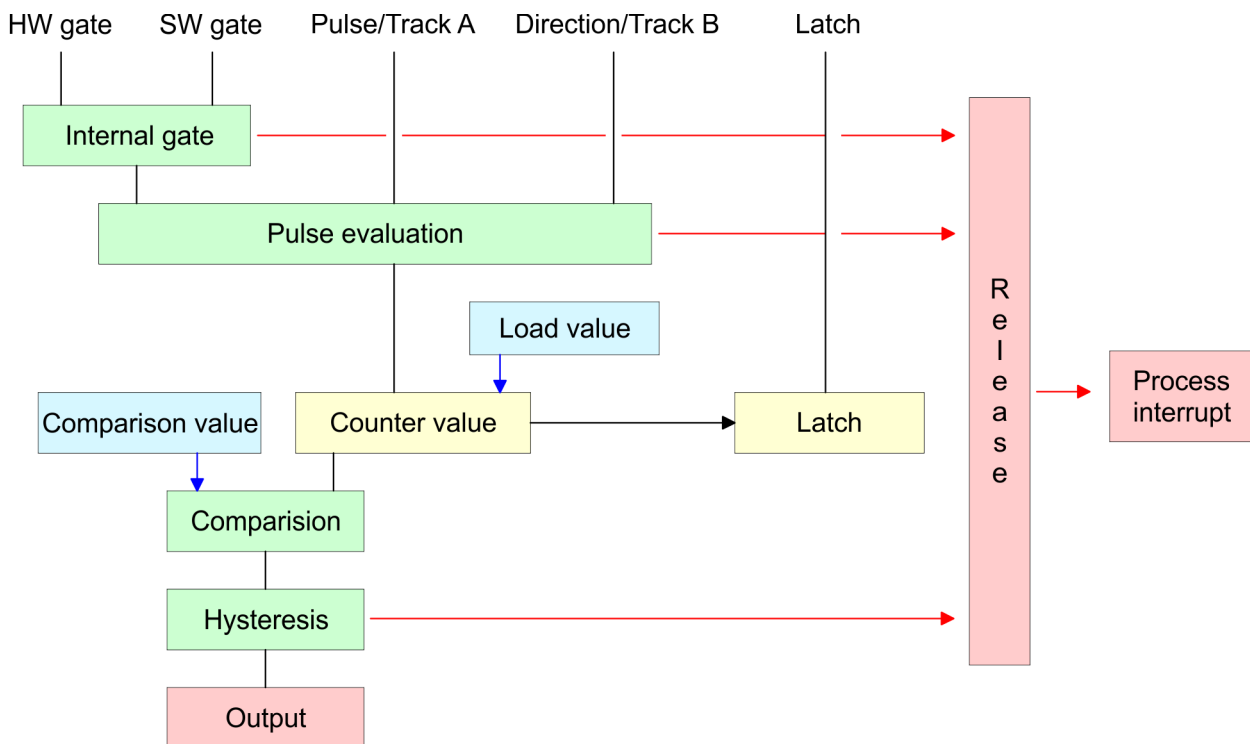 HW gate
SW gate
Pulse/Track A
Direction/Track B
Latch
Internal gate
Pulse evaluation
Load value
Comparison value
Counter value
Latch
Comparision
Hysteresis
Output
Release
Process
interrupt